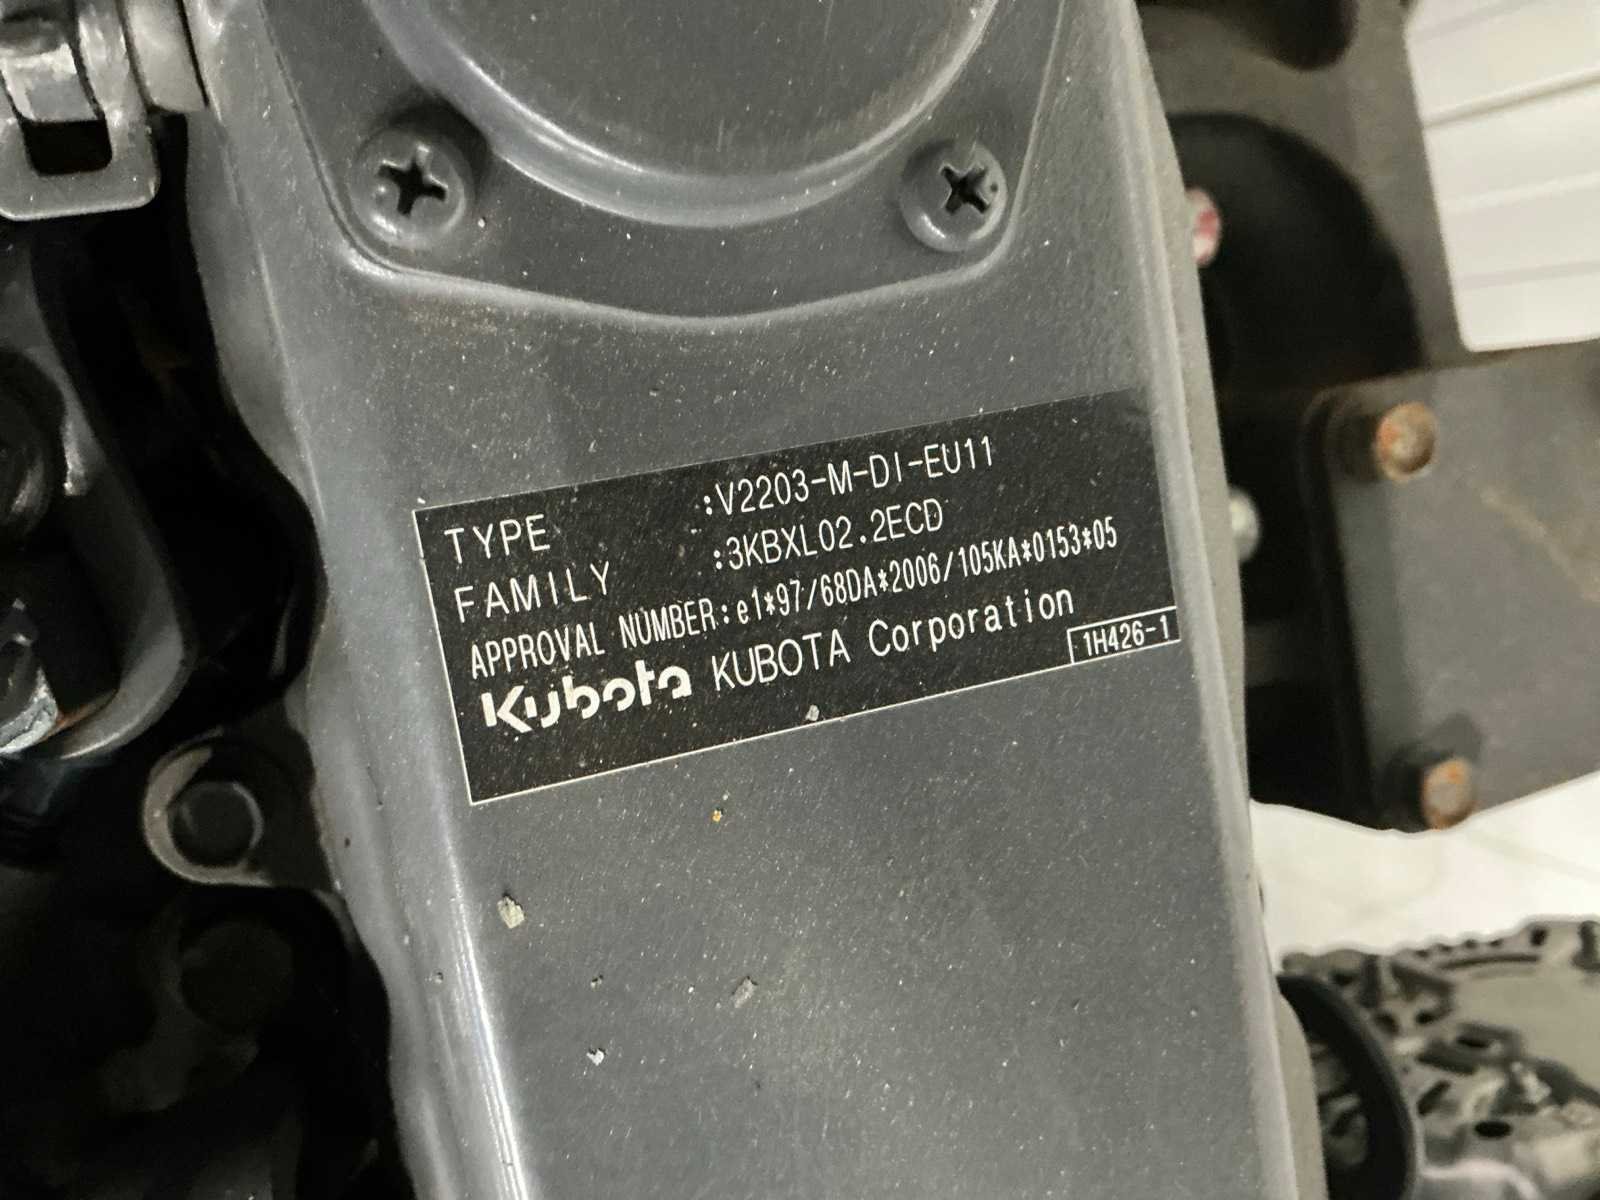 TYPE :V2203-M-DI-EU11
FAMILY :3KBXL02.2ECD
APPROVAL NUMBER:e1*97/68DA*2006/105KA*0153*05
Kubota KUBOTA Corporation
1H426-1